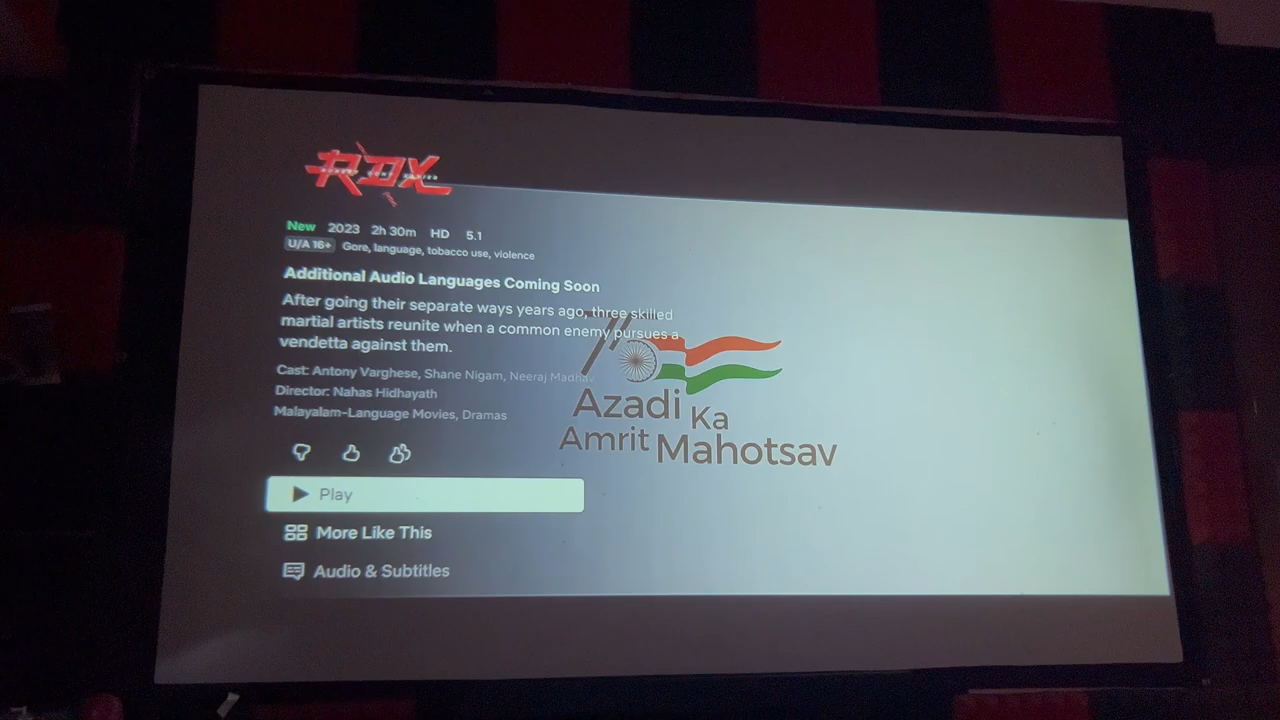 RDX
New 2023 2h 30m HD 5.1
U/A 16+ Gore, language, tobacco use, violence
Additional Audio Languages Coming Soon
After going their separate ways years ago, three skilled
martial artists reunite when a common enemy pursues a
vendetta against them.
Cast: Antony Varghese, Shane Nigam, Neeraj Madhav
Director: Nahas Hidhayath
Malayalam-Language Movies, Dramas
Play
More Like This
Audio & Subtitles
Azadi Ka
Amrit Mahotsav